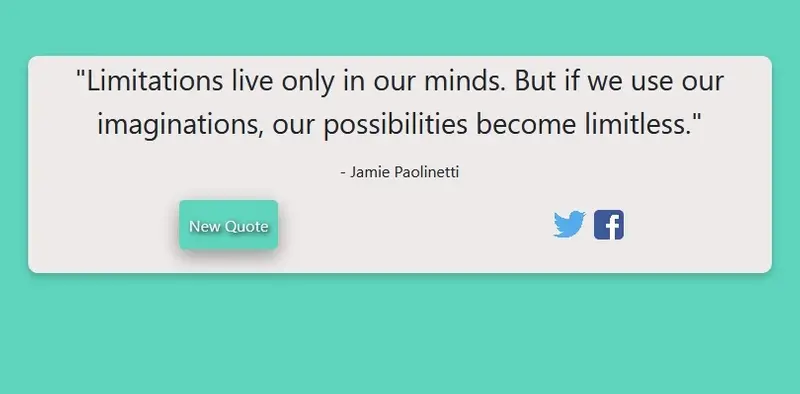 "Limitations live only in our minds. But if we use our
imaginations, our possibilities become limitless."
- Jamie Paolinetti
New Quote